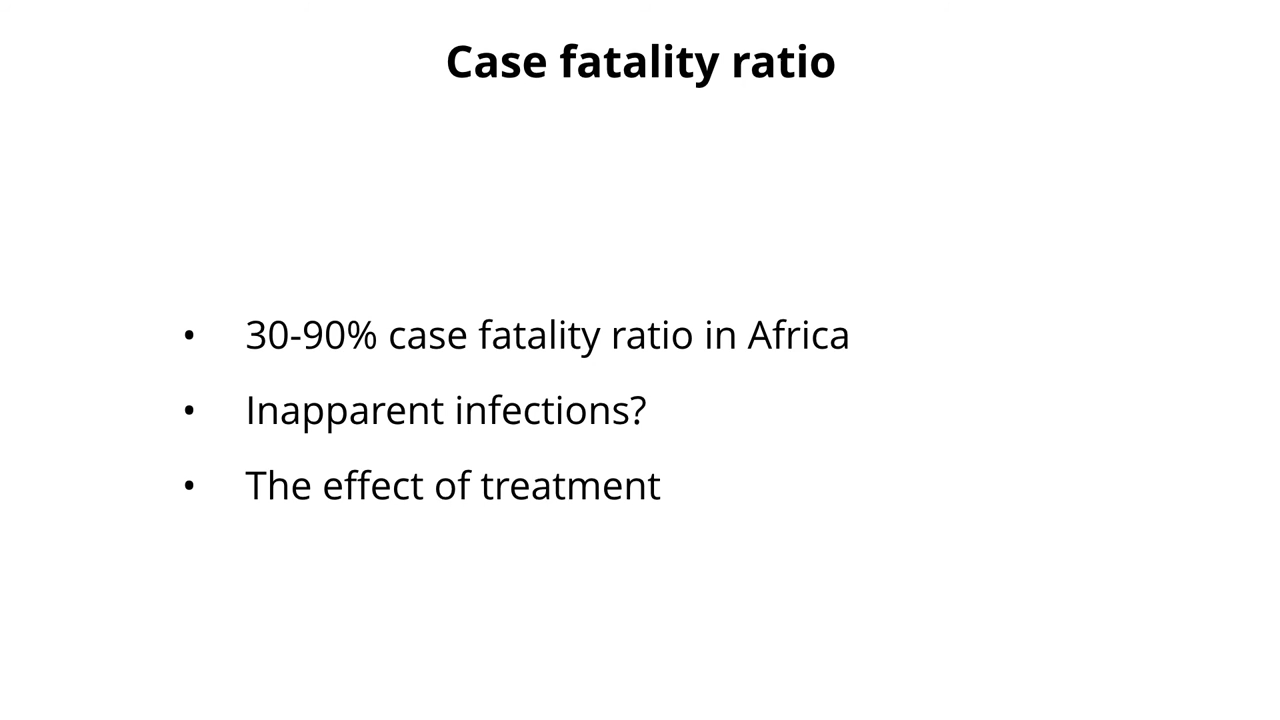 Case fatality ratio
• 30-90% case fatality ratio in Africa
• Inapparent infections?
• The effect of treatment